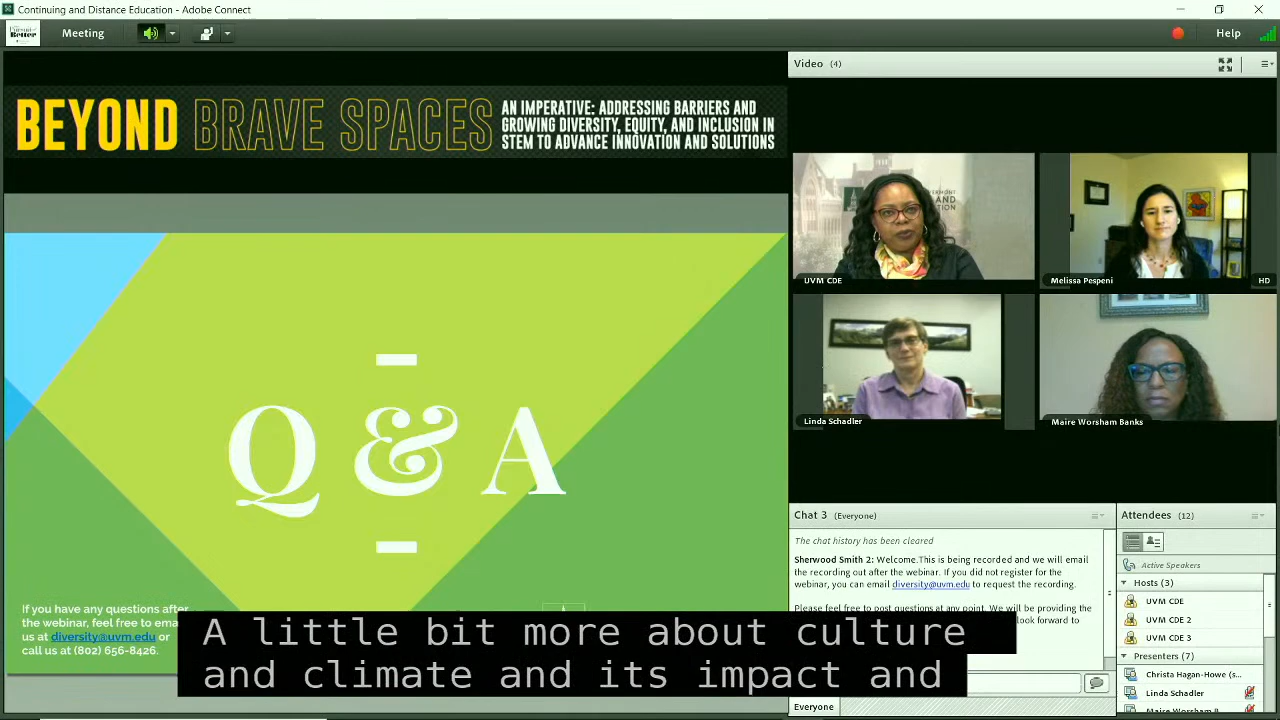 Continuing and Distance Education - Adobe Connect
Meeting
Help
BEYOND BRAVE SPACES
AN IMPERATIVE: ADDRESSING BARRIERS AND
GROWING DIVERSITY, EQUITY, AND INCLUSION IN
STEM TO ADVANCE INNOVATION AND SOLUTIONS
Q & A
If you have any questions after
the webinar, feel free to
us at diversity@uvm.edu or
call us at (802) 656-8426.
A little bit more about culture
and climate and its impact and
Video (4)
UVM CDE
Melissa Pespeni
HD
Linda Schadler
Maire Worsham Banks
Chat 3 (Everyone)
The chat history has been cleared
Sherwood Smith 2: Welcome.This is being recorded and we will email
the recording out after the webinar. If you did not register for the
webinar, you can email diversity@uvm.edu to request the recording.
Please feel free to post questions at any point. We will be providing the
look forward to
Everyone
Attendees (12)
Active Speakers
Hosts (3)
UVM CDE
UVM CDE 2
UVM CDE 3
Presenters (7)
Christa Hagan-Howe (s...
Linda Schadler
Maire Worsham B